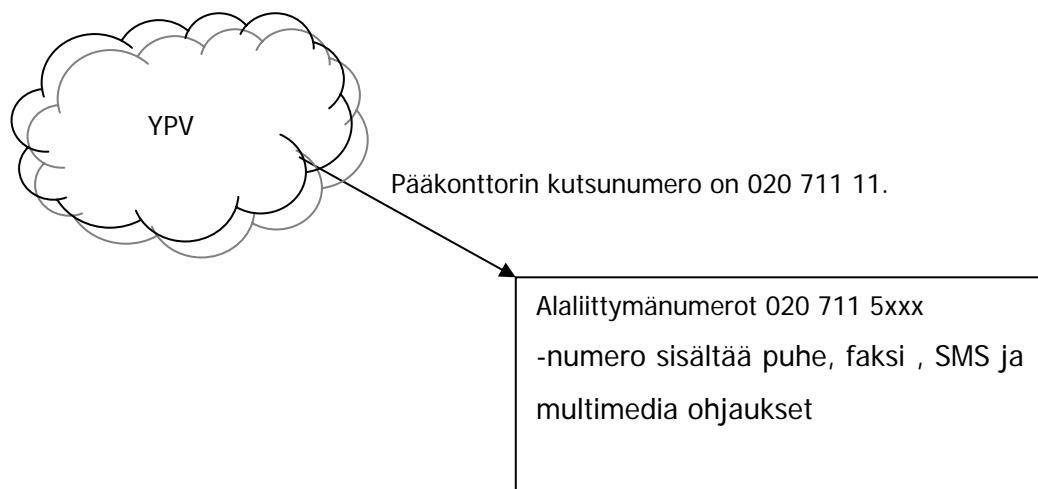 YPV
Pääkonttorin kutsunumero on 020 711 11.
Alaliittymänumerot 020 711 5xxx
-numero sisältää puhe, faksi , SMS ja
multimedia ohjaukset